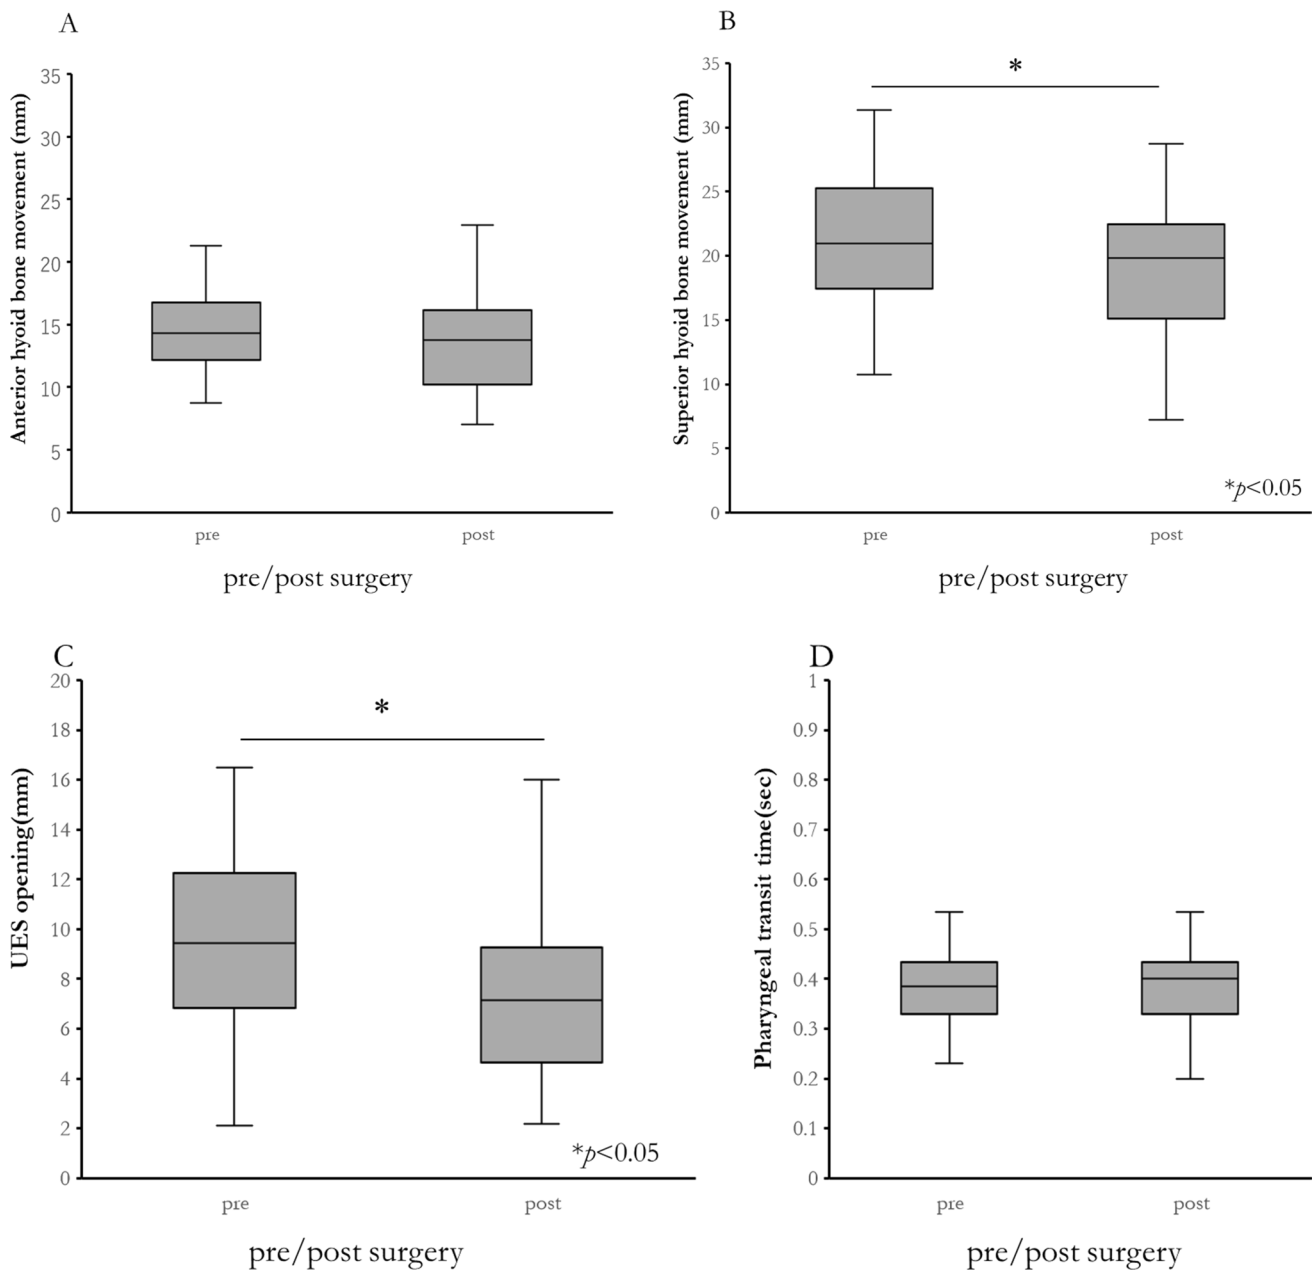 A
Anterior hyoid bone movement (mm)
35
30
25
20
15
10
5
0
pre
post
pre/post surgery
B
Superior hyoid bone movement (mm)
35
30
25
20
15
10
5
0
*
*p<0.05
pre
post
pre/post surgery
C
UES opening(mm)
20
18
16
14
12
10
8
6
4
2
0
*
*p<0.05
pre
post
pre/post surgery
D
Pharyngeal transit time(sec)
1
0.9
0.8
0.7
0.6
0.5
0.4
0.3
0.2
0.1
0
pre
post
pre/post surgery